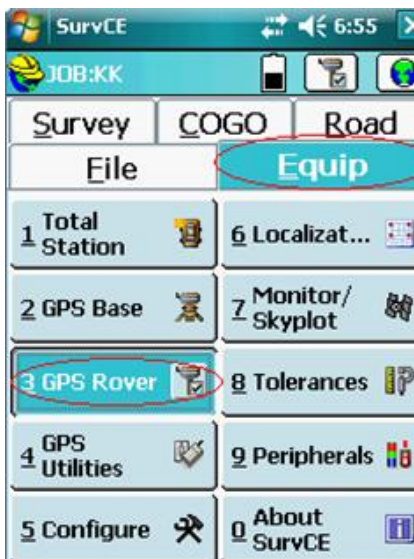 SurvCE 6:55
JOB:KK
Survey COGO Road
File Equip
1 Total Station
6 Localizat...
2 GPS Base
7 Monitor/ Skyplot
3 GPS Rover
8 Tolerances
4 GPS Utilities
9 Peripherals
5 Configure
0 About SurvCE